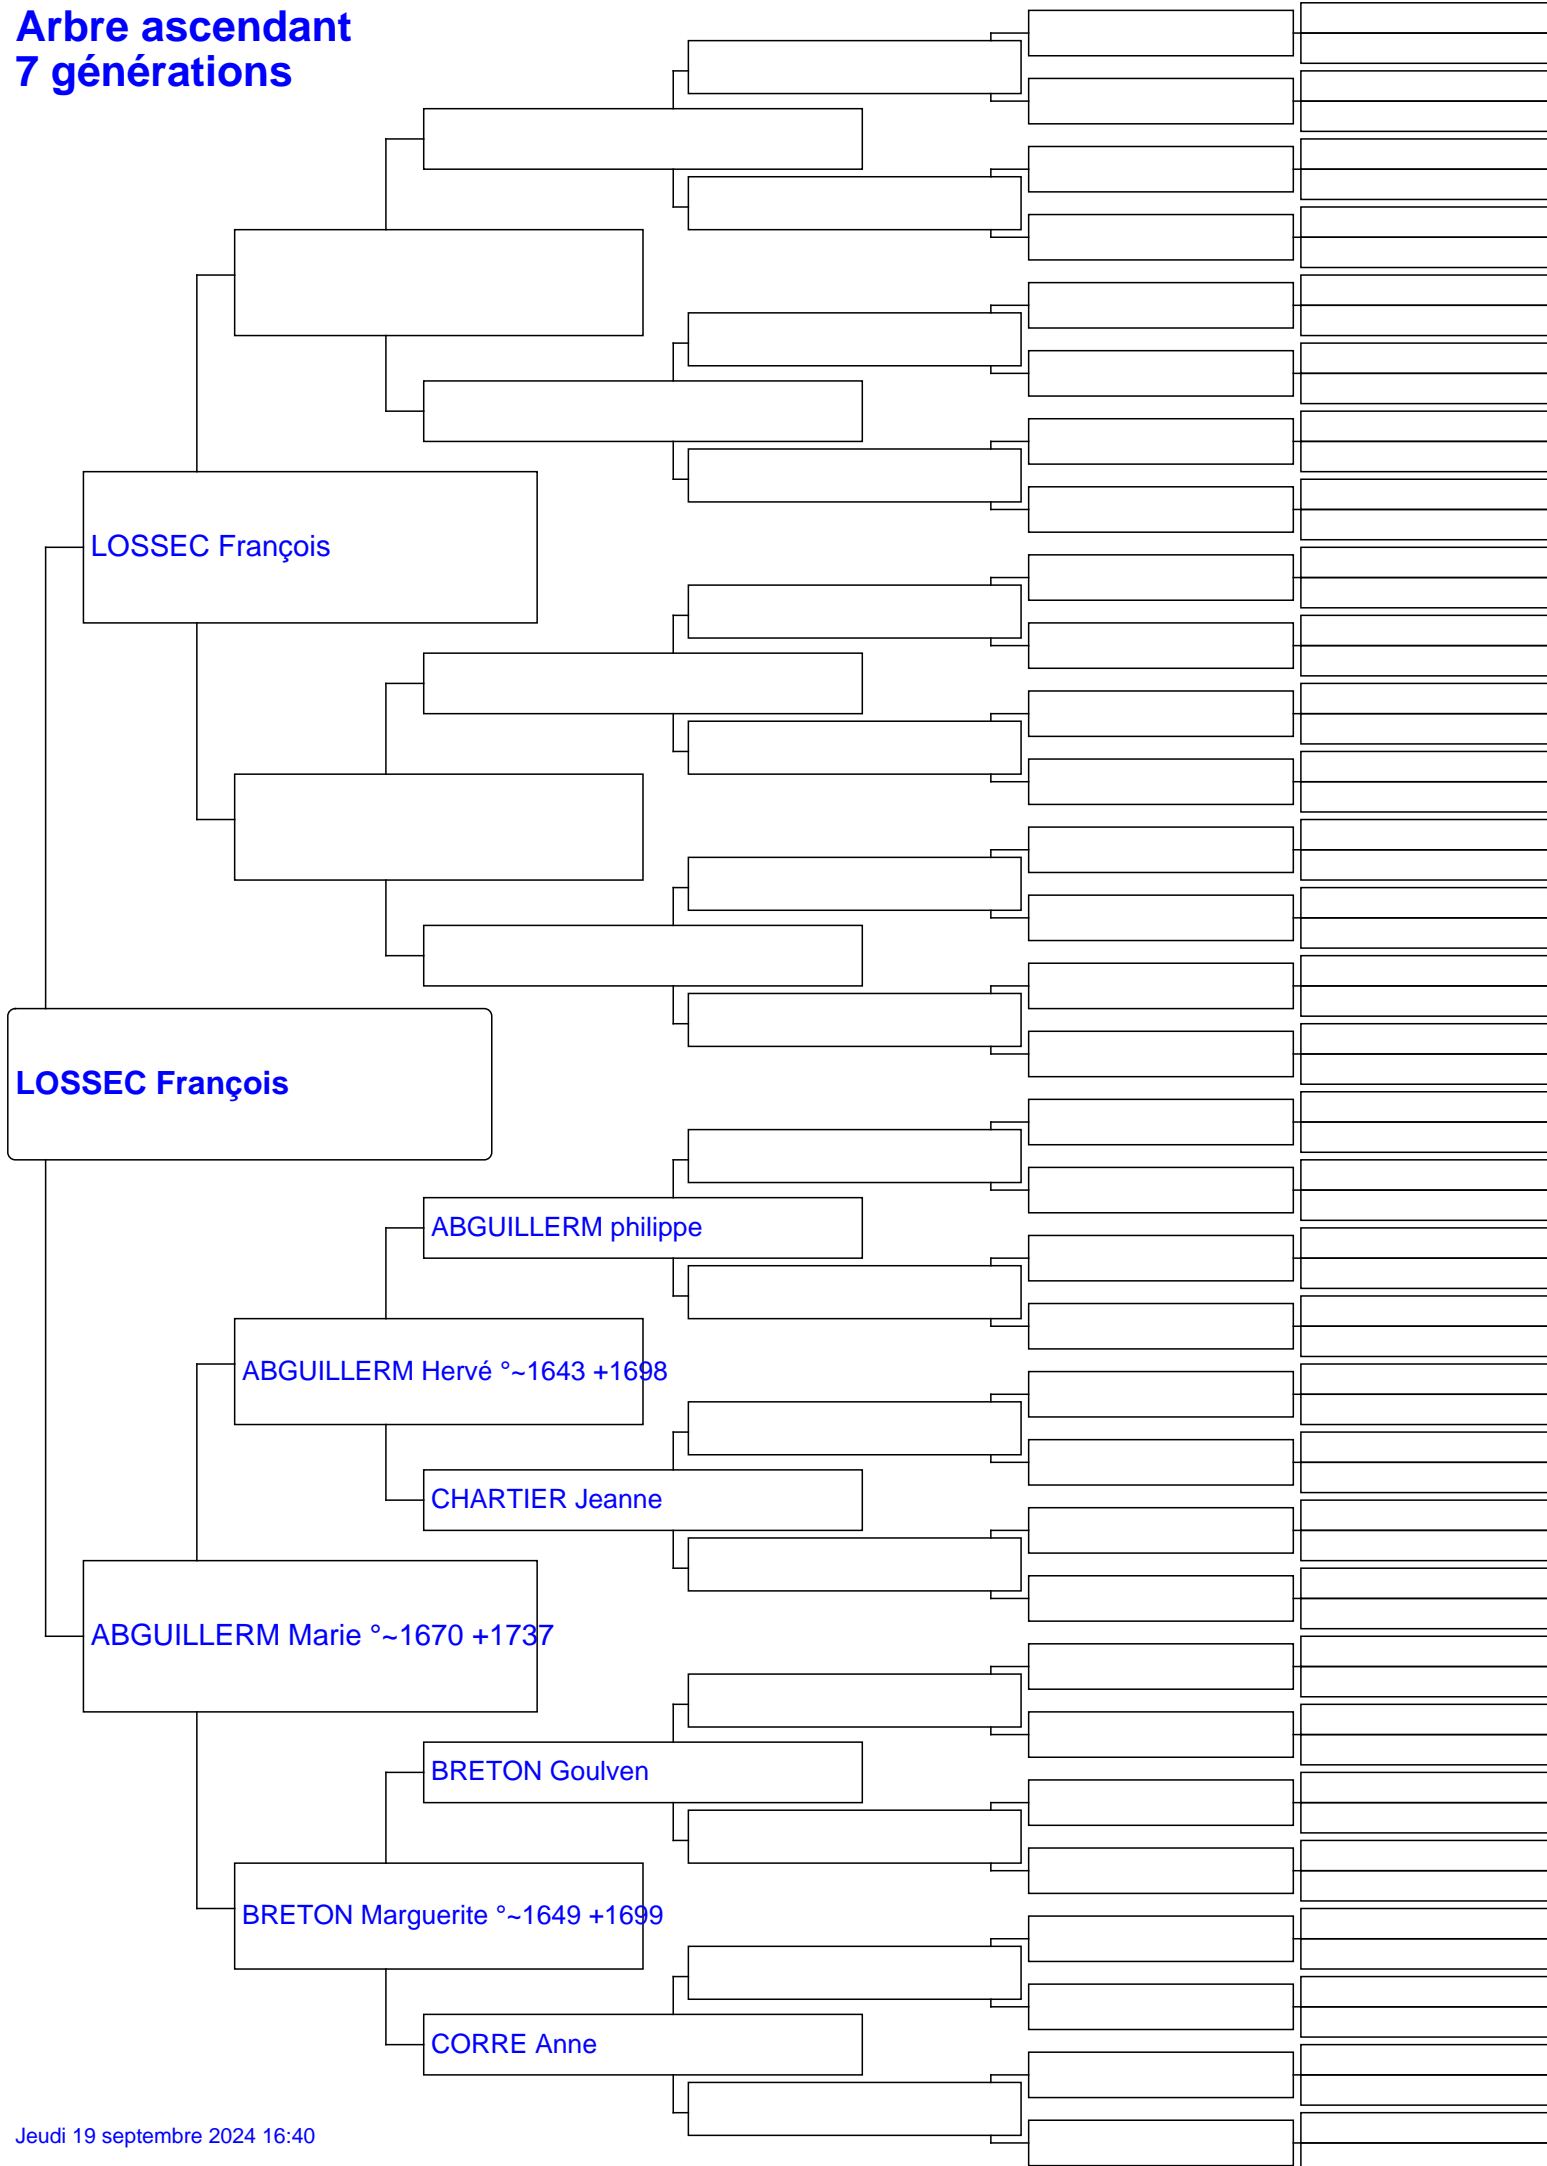 Arbre ascendant
7 générations
LOSSEC François
LOSSEC François
ABGUILLERM philippe
ABGUILLERM Hervé °~1643 +1698
CHARTIER Jeanne
ABGUILLERM Marie °~1670 +1737
BRETON Goulven
BRETON Marguerite °~1649 +1699
CORRE Anne
Jeudi 19 septembre 2024 16:40